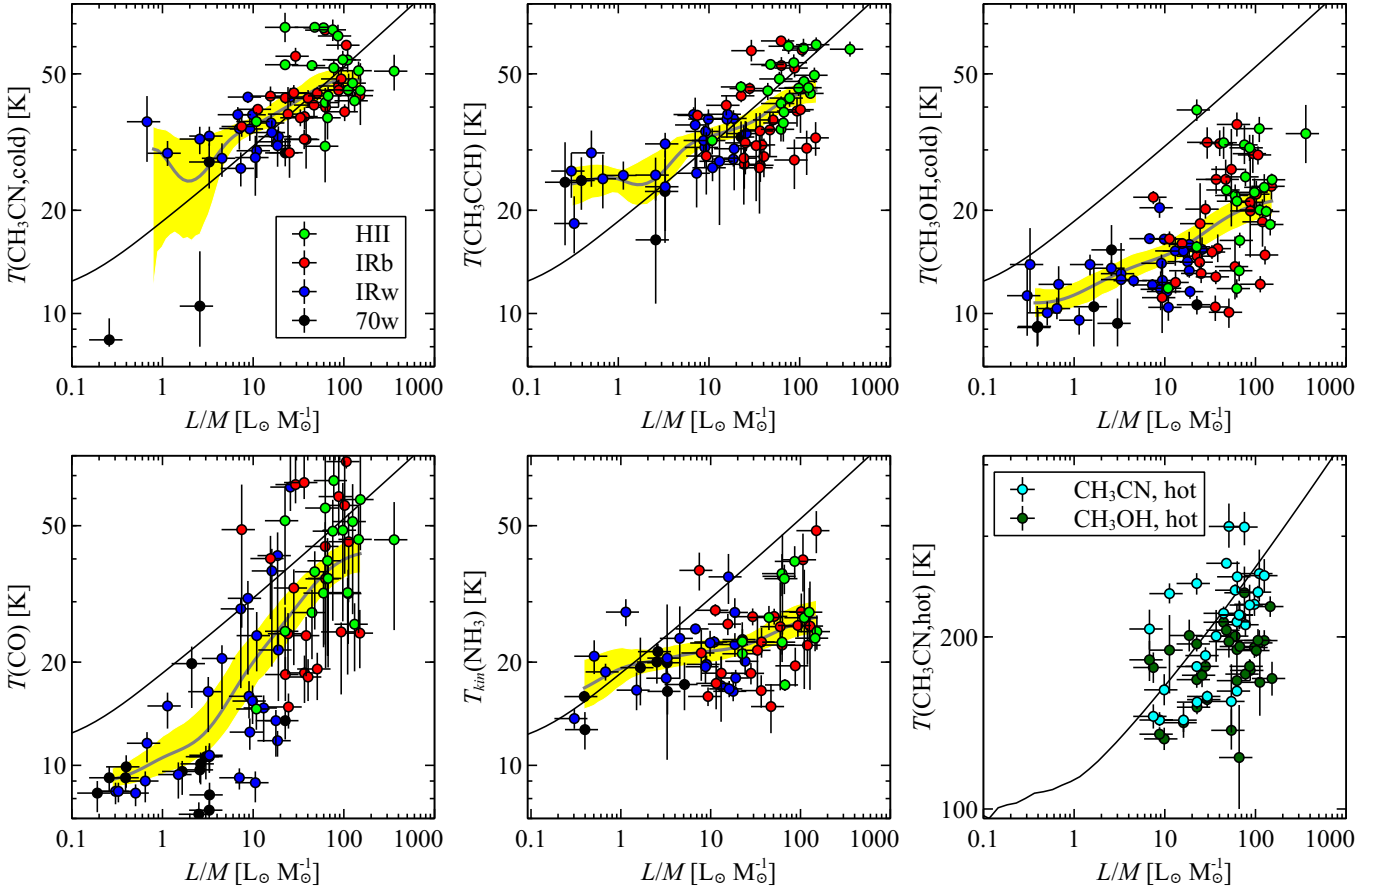 T(CH₃CN,cold) [K]
50
20
10
0.1 1 10 100 1000
L/M [L⊙ M⊙⁻¹]
HII
IRb
IRw
70w
T(CH₃CCH) [K]
50
20
10
0.1 1 10 100 1000
L/M [L⊙ M⊙⁻¹]
T(CH₃OH,cold) [K]
50
20
10
0.1 1 10 100 1000
L/M [L⊙ M⊙⁻¹]
T(CO) [K]
50
20
10
0.1 1 10 100 1000
L/M [L⊙ M⊙⁻¹]
T_kin(NH₃) [K]
50
20
10
0.1 1 10 100 1000
L/M [L⊙ M⊙⁻¹]
T(CH₃CN,hot) [K]
200
100
0.1 1 10 100 1000
L/M [L⊙ M⊙⁻¹]
CH₃CN, hot
CH₃OH, hot